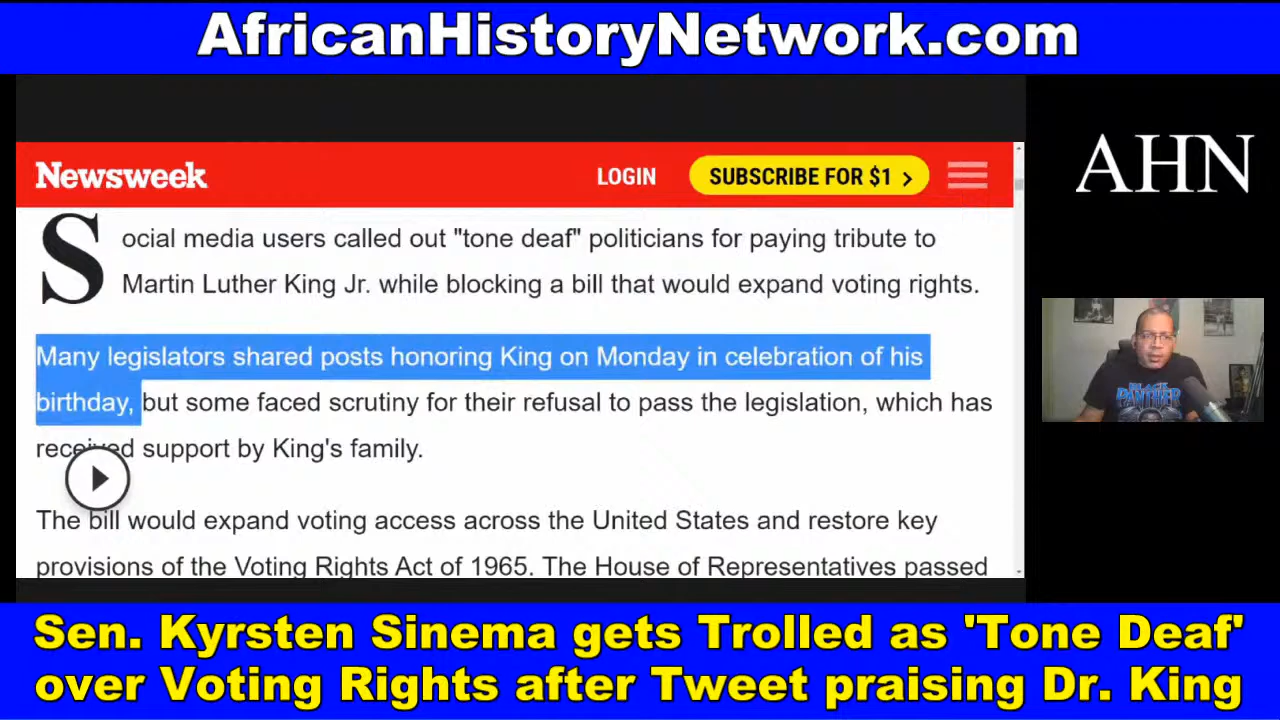 AfricanHistoryNetwork.com
AHN
Newsweek
LOGIN
SUBSCRIBE FOR $1
Social media users called out "tone deaf" politicians for paying tribute to
Martin Luther King Jr. while blocking a bill that would expand voting rights.
Many legislators shared posts honoring King on Monday in celebration of his
birthday, but some faced scrutiny for their refusal to pass the legislation, which has
received support by King's family.
The bill would expand voting access across the United States and restore key
provisions of the Voting Rights Act of 1965. The House of Representatives passed
BLACK
PANTHER
Sen. Kyrsten Sinema gets Trolled as 'Tone Deaf'
over Voting Rights after Tweet praising Dr. King